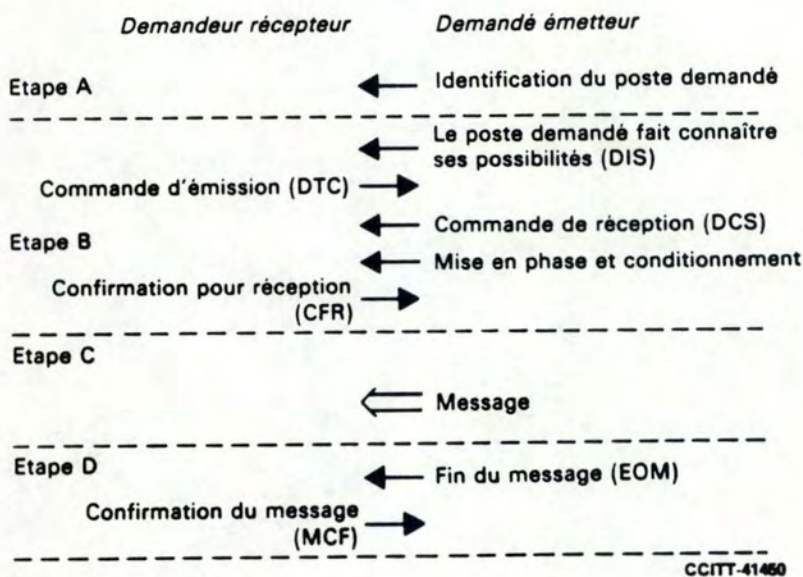 Demandeur récepteur Demandé émetteur
Etape A
Identification du poste demandé
Le poste demandé fait connaître
ses possibilités (DIS)
Commande d'émission (DTC)
Commande de réception (DCS)
Etape B
Mise en phase et conditionnement
Confirmation pour réception
(CFR)
Etape C
Message
Etape D
Fin du message (EOM)
Confirmation du message
(MCF)
CCITT-41450